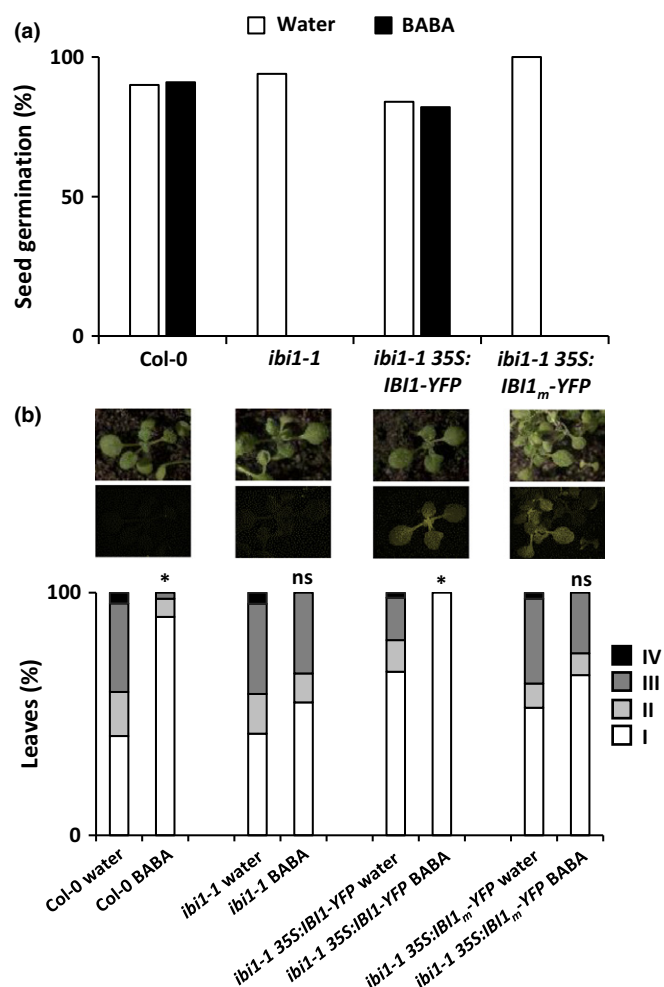 (a)
Water BABA
Seed germination (%)
100
50
0
Col-0
ibi1-1
ibi1-1 35S:
IBI1-YFP
ibi1-1 35S:
IBI1m-YFP
(b)
* ns * ns
Leaves (%)
100
0
IV
III
II
I
Col-0 water
Col-0 BABA
ibi1-1 water
ibi1-1 BABA
ibi1-1 35S:IBI1-YFP water
ibi1-1 35S:IBI1-YFP BABA
ibi1-1 35S:IBI1m-YFP water
ibi1-1 35S:IBI1m-YFP BABA